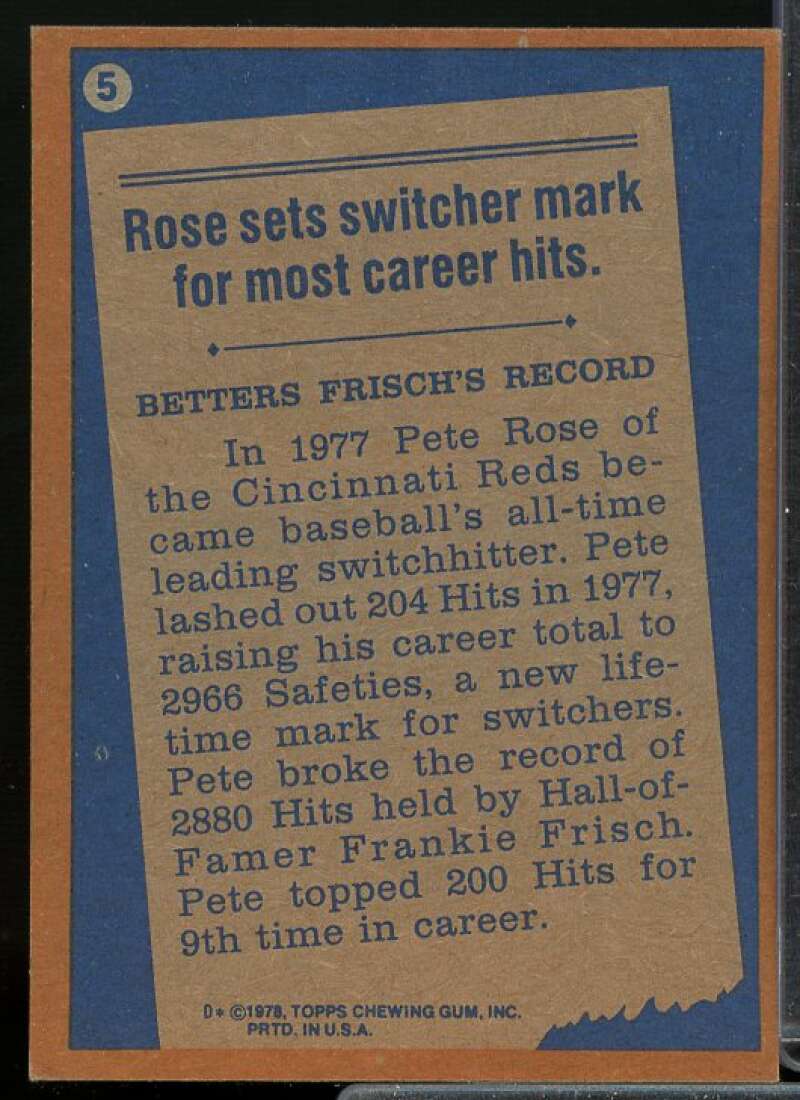 5
Rose sets switcher mark
for most career hits.
BETTERS FRISCH'S RECORD
In 1977 Pete Rose of
the Cincinnati Reds be-
came baseball's all-time
leading switchhitter. Pete
lashed out 204 Hits in 1977,
raising his career total to
2966 Safeties, a new life-
time mark for switchers.
Pete broke the record of
2880 Hits held by Hall-of-
Famer Frankie Frisch.
Pete topped 200 Hits for
9th time in career.
D* ©1978, TOPPS CHEWING GUM, INC.
PRTD. IN U.S.A.